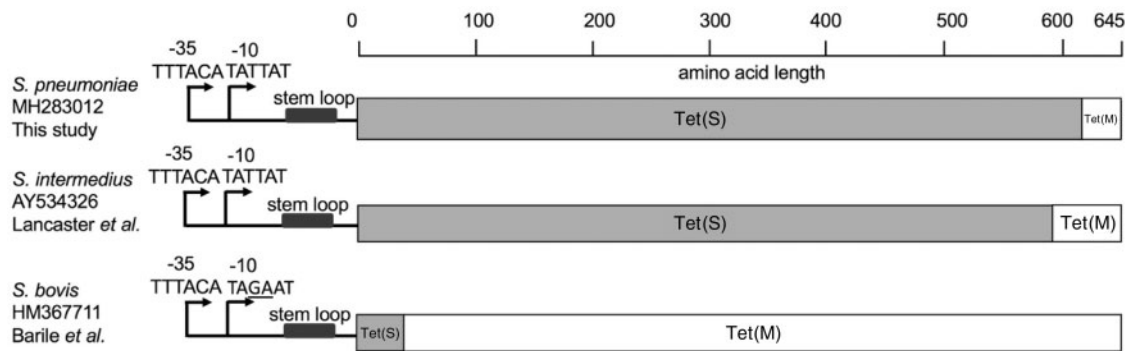 0 100 200 300 400 500 600 645
amino acid length
-35 -10
TTTACA TATTAT
S. pneumoniae
MH283012
This study
stem loop
Tet(S)
Tet(M)
-35 -10
TTTACA TATTAT
S. intermedius
AY534326
Lancaster et al.
stem loop
Tet(S)
Tet(M)
-35 -10
TTTACA TAGAAT
S. bovis
HM367711
Barile et al.
stem loop
Tet(S)
Tet(M)